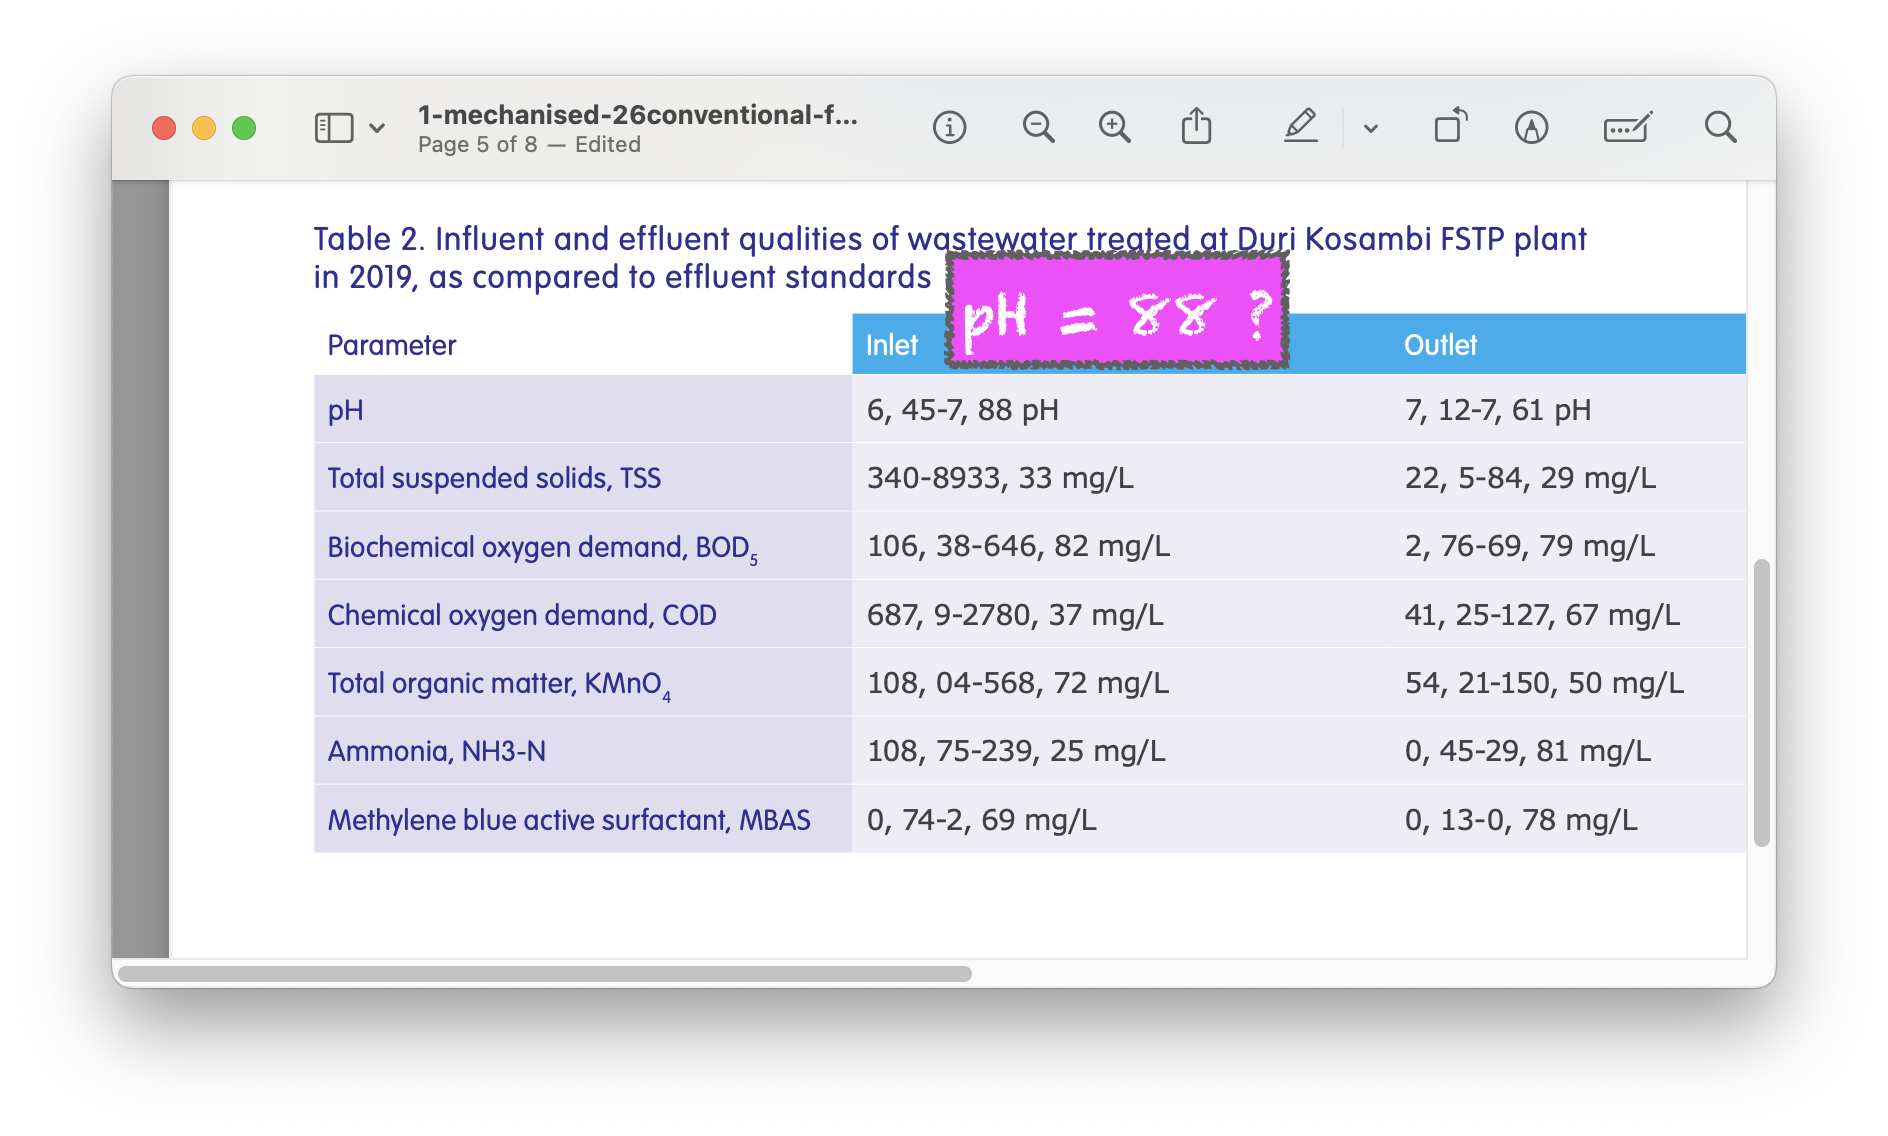 1-mechanised-26conventional-f...
Page 5 of 8 — Edited
Table 2. Influent and effluent qualities of wastewater treated at Duri Kosambi FSTP plant
in 2019, as compared to effluent standards
pH = 88 ?
Parameter Inlet Outlet
pH 6, 45-7, 88 pH 7, 12-7, 61 pH
Total suspended solids, TSS 340-8933, 33 mg/L 22, 5-84, 29 mg/L
Biochemical oxygen demand, BOD5 106, 38-646, 82 mg/L 2, 76-69, 79 mg/L
Chemical oxygen demand, COD 687, 9-2780, 37 mg/L 41, 25-127, 67 mg/L
Total organic matter, KMnO4 108, 04-568, 72 mg/L 54, 21-150, 50 mg/L
Ammonia, NH3-N 108, 75-239, 25 mg/L 0, 45-29, 81 mg/L
Methylene blue active surfactant, MBAS 0, 74-2, 69 mg/L 0, 13-0, 78 mg/L